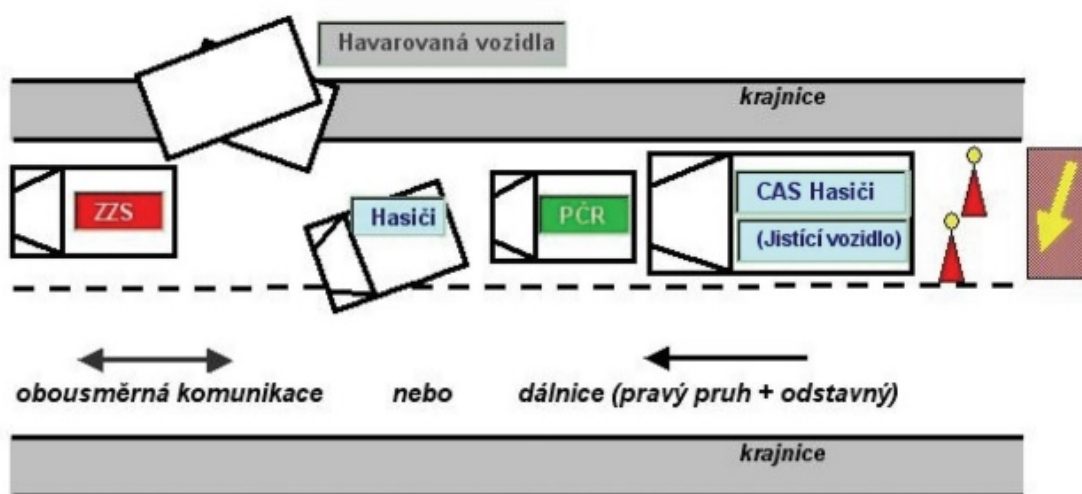 Havarovaná vozidla
krajnice
ZZS
Hasiči
PČR
CAS Hasiči
(Jistící vozidlo)
obousměrná komunikace nebo dálnice (pravý pruh + odstavný)
krajnice